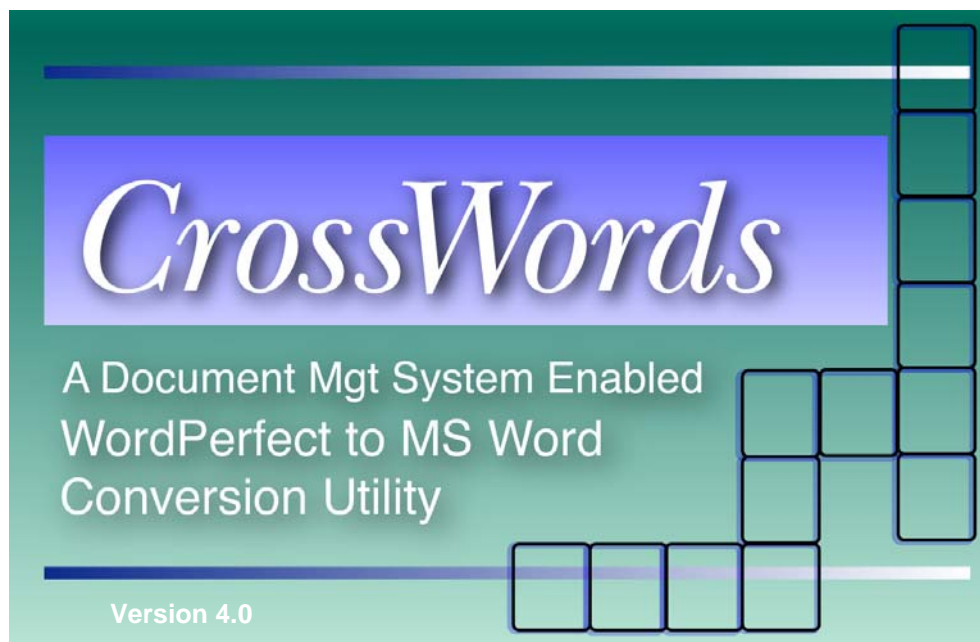 CrossWords
A Document Mgt System Enabled
WordPerfect to MS Word
Conversion Utility
Version 4.0